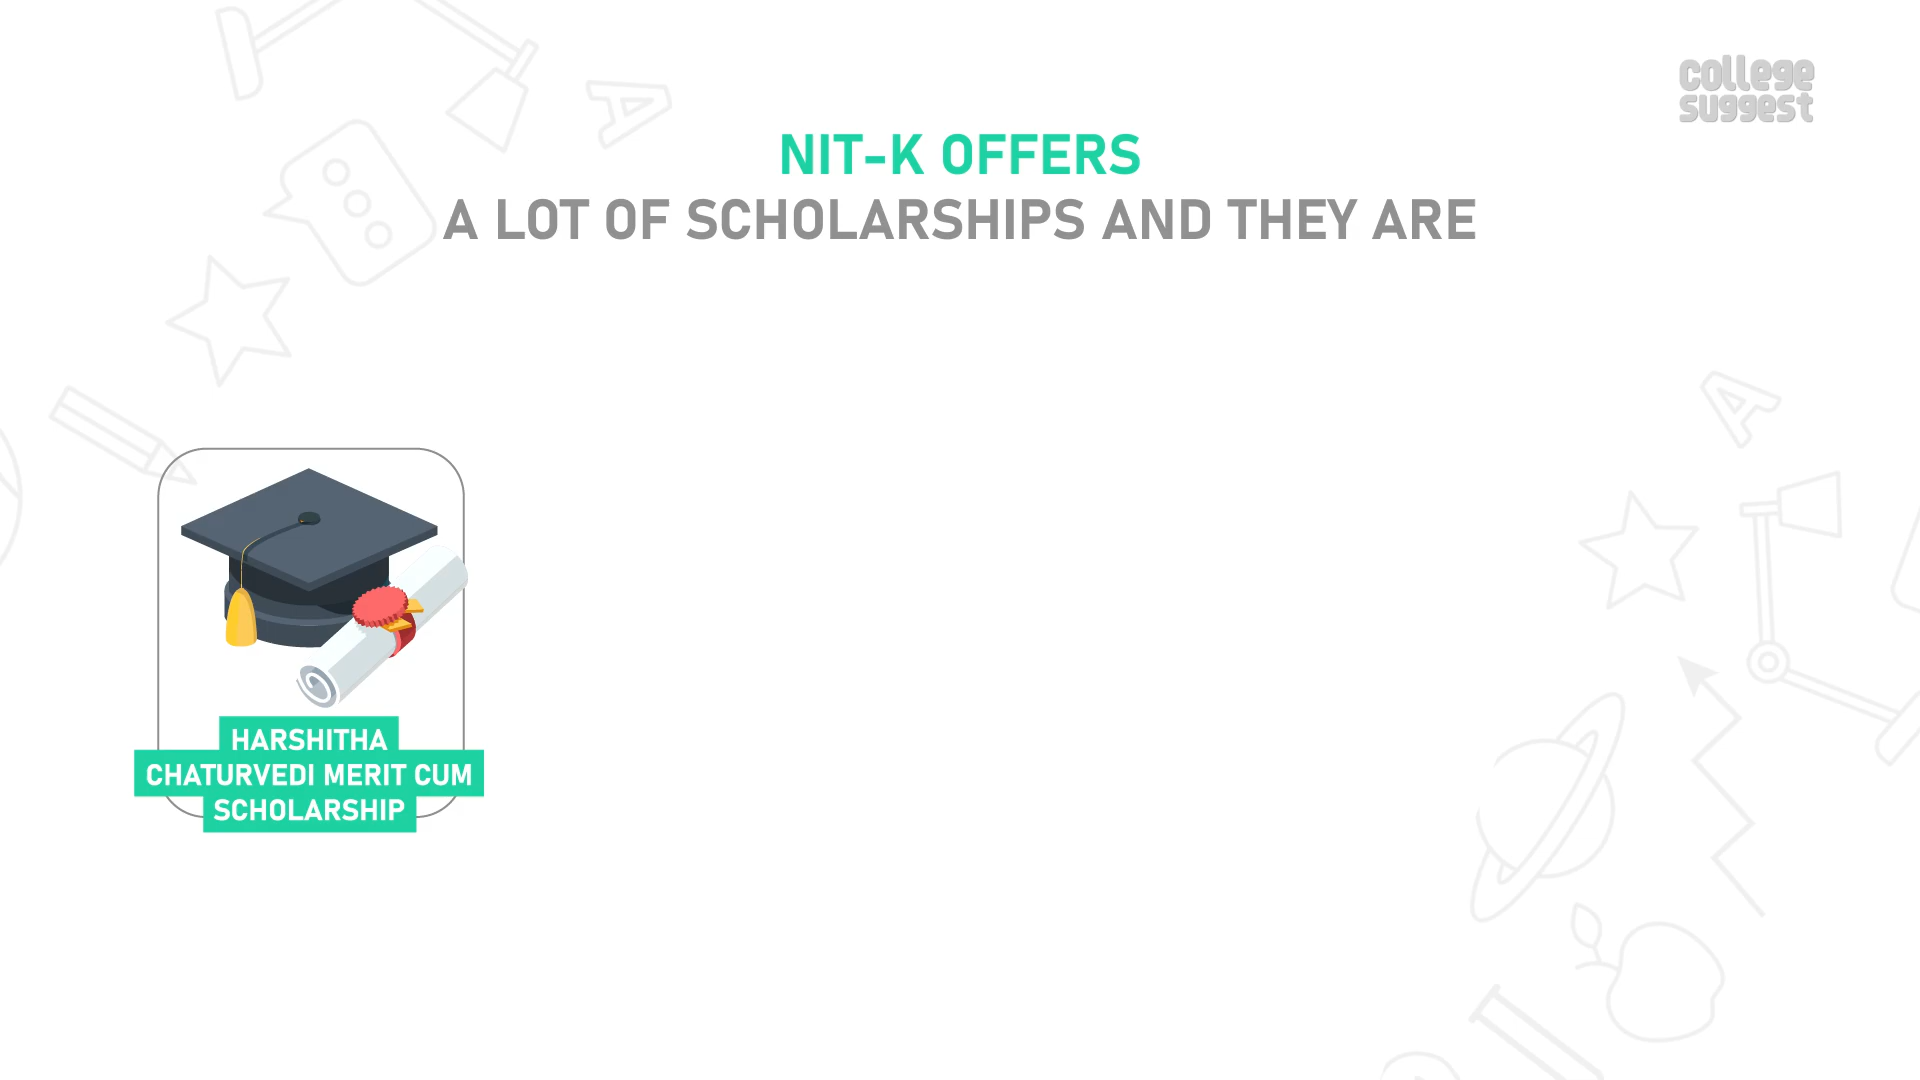 college
suggest
NIT-K OFFERS
A LOT OF SCHOLARSHIPS AND THEY ARE
HARSHITHA
CHATURVEDI MERIT CUM
SCHOLARSHIP